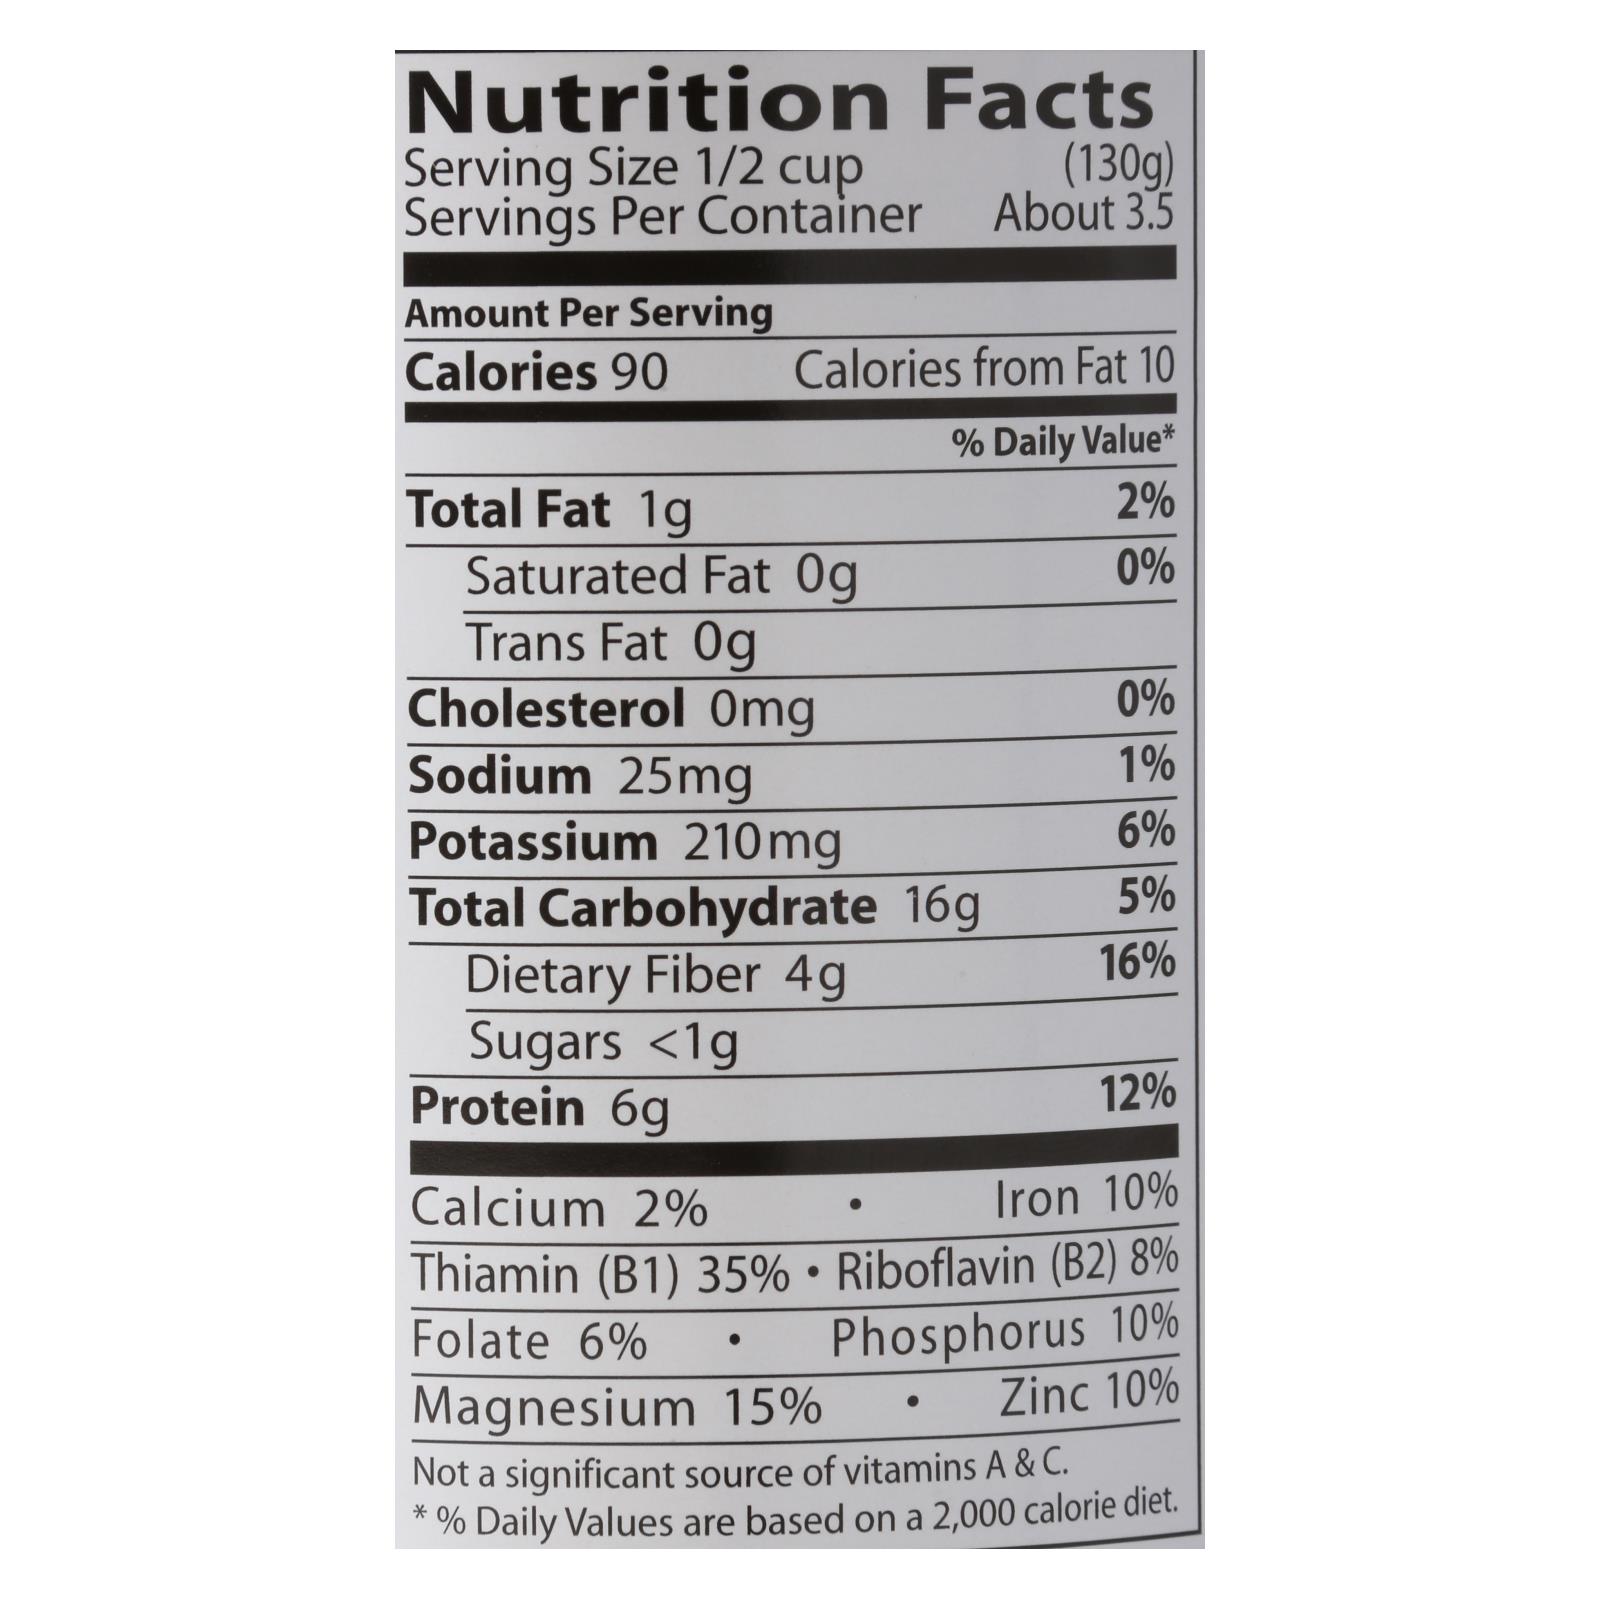 Nutrition Facts
Serving Size 1/2 cup (130g)
Servings Per Container About 3.5
Amount Per Serving
Calories 90 Calories from Fat 10
% Daily Value*
Total Fat 1g 2%
Saturated Fat 0g 0%
Trans Fat 0g
Cholesterol 0mg 0%
Sodium 25mg 1%
Potassium 210mg 6%
Total Carbohydrate 16g 5%
Dietary Fiber 4g 16%
Sugars <1g
Protein 6g 12%
Calcium 2% • Iron 10%
Thiamin (B1) 35% • Riboflavin (B2) 8%
Folate 6% • Phosphorus 10%
Magnesium 15% • Zinc 10%
Not a significant source of vitamins A & C.
* % Daily Values are based on a 2,000 calorie diet.